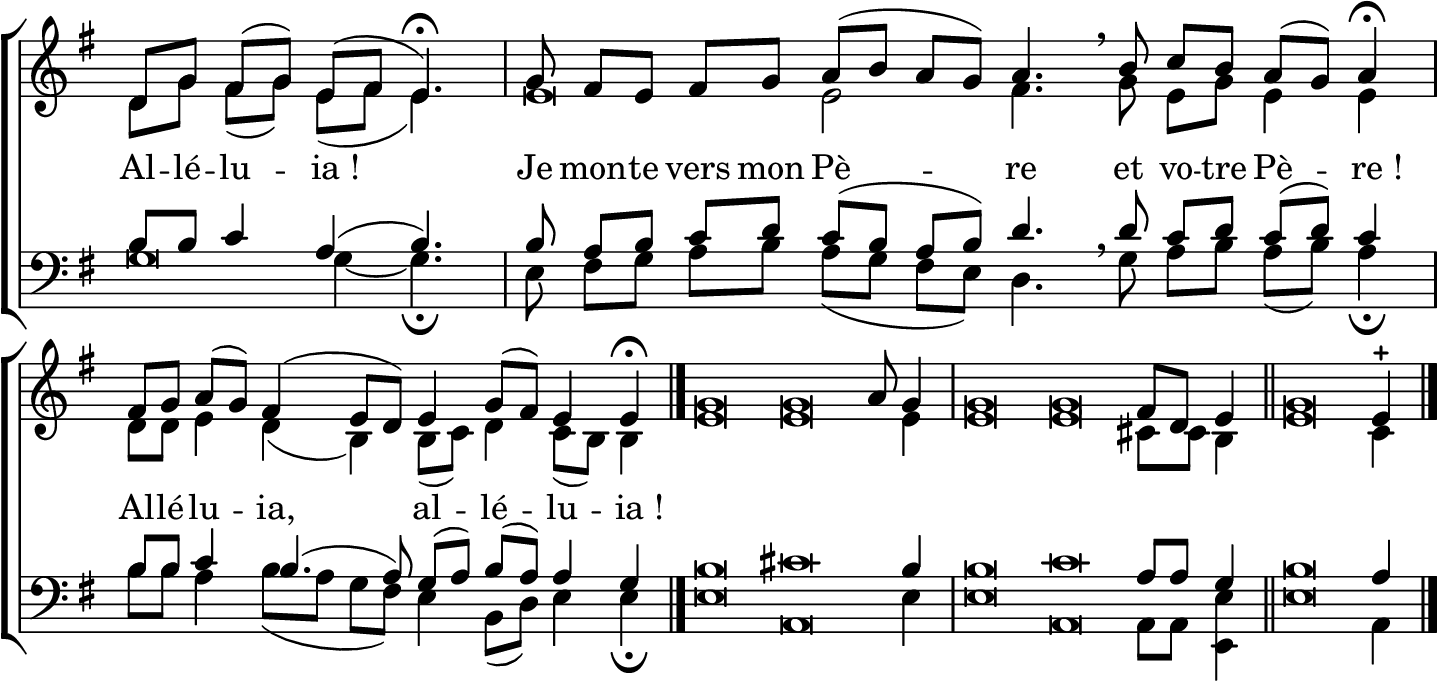 Al -- lé -- lu -- ia ! Je monte vers mon Pè -- re et vo -- tre Pè -- re !
Allé -- lu -- ia, al -- lé -- lu -- ia !